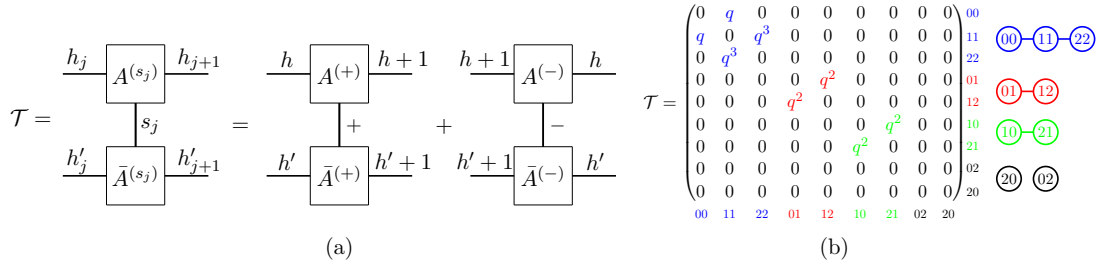 h_j A^{(s_j)} h_{j+1} h A^{(+)} h + 1 h + 1 A^{(-)} h
𝒯 = s_j = + + −
h'_j Ā^{(s_j)} h'_{j+1} h' Ā^{(+)} h' + 1 h' + 1 Ā^{(-)} h'
(a)
0 q 0 0 0 0 0 0 0 00
q 0 q^3 0 0 0 0 0 0 11
0 q^3 0 0 0 0 0 0 0 22
0 0 0 0 q^2 0 0 0 0 01
𝒯 = 0 0 0 q^2 0 0 0 0 0 12
0 0 0 0 0 0 q^2 0 0 10
0 0 0 0 0 q^2 0 0 0 21
0 0 0 0 0 0 0 0 0 02
0 0 0 0 0 0 0 0 0 20
00 11 22 01 12 10 21 02 20
00 11 22
01 12
10 21
20 02
(b)